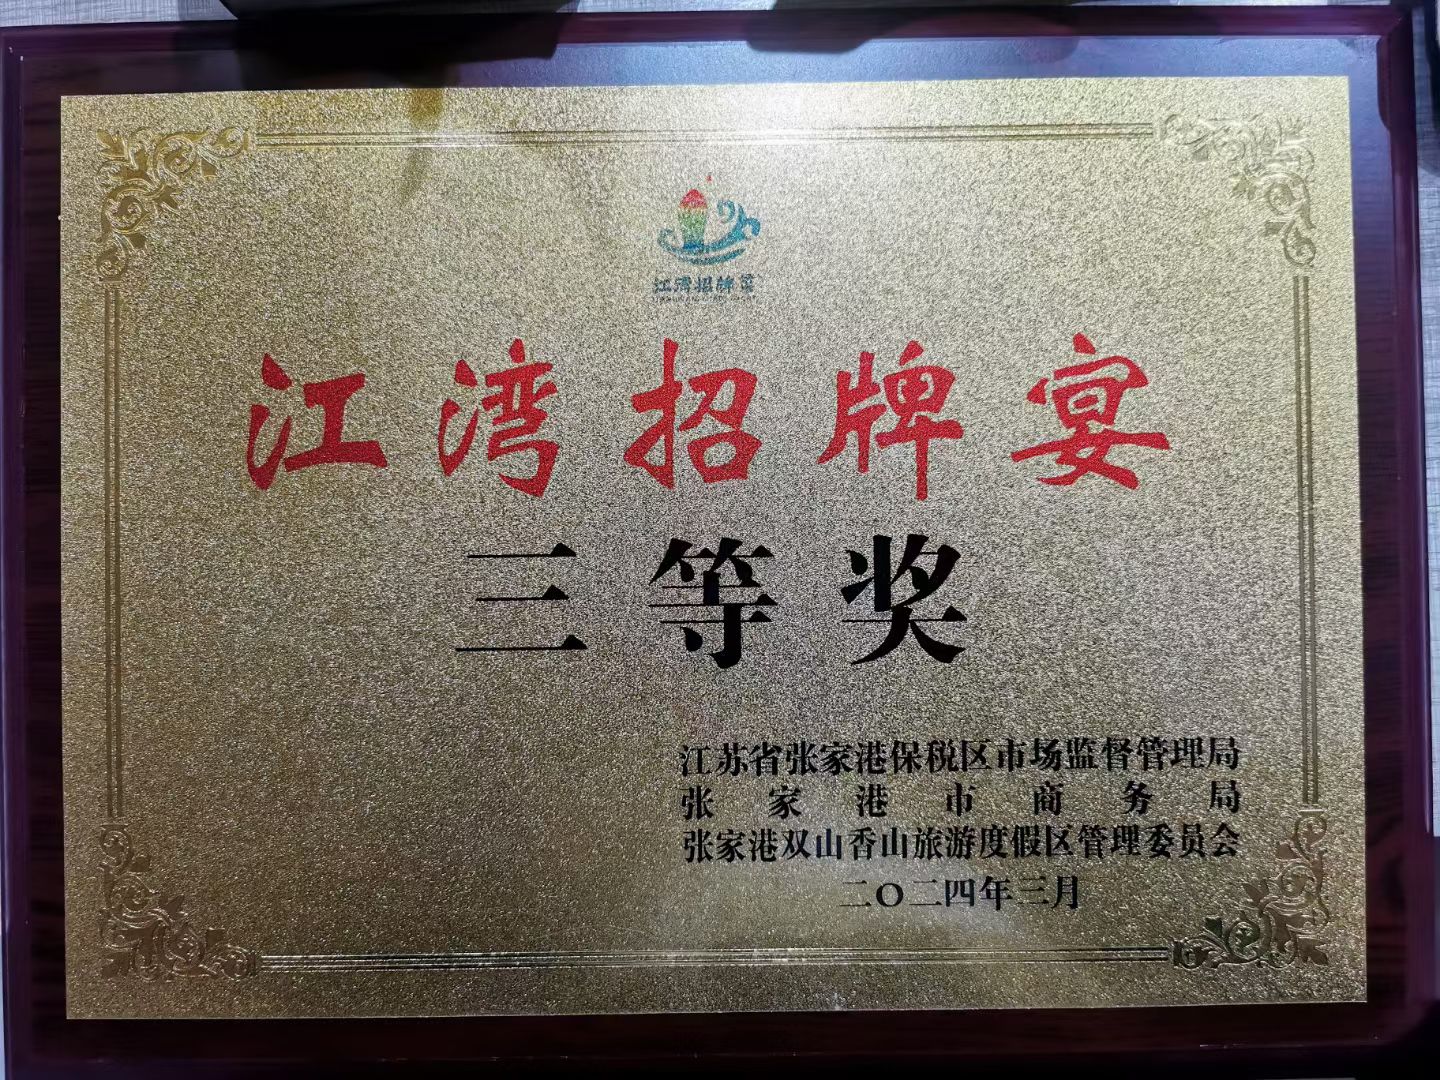 江湾招牌宴
江湾招牌宴
三等奖
江苏省张家港保税区市场监督管理局
张家港市商务局
张家港双山香山旅游度假区管理委员会
二〇二四年三月